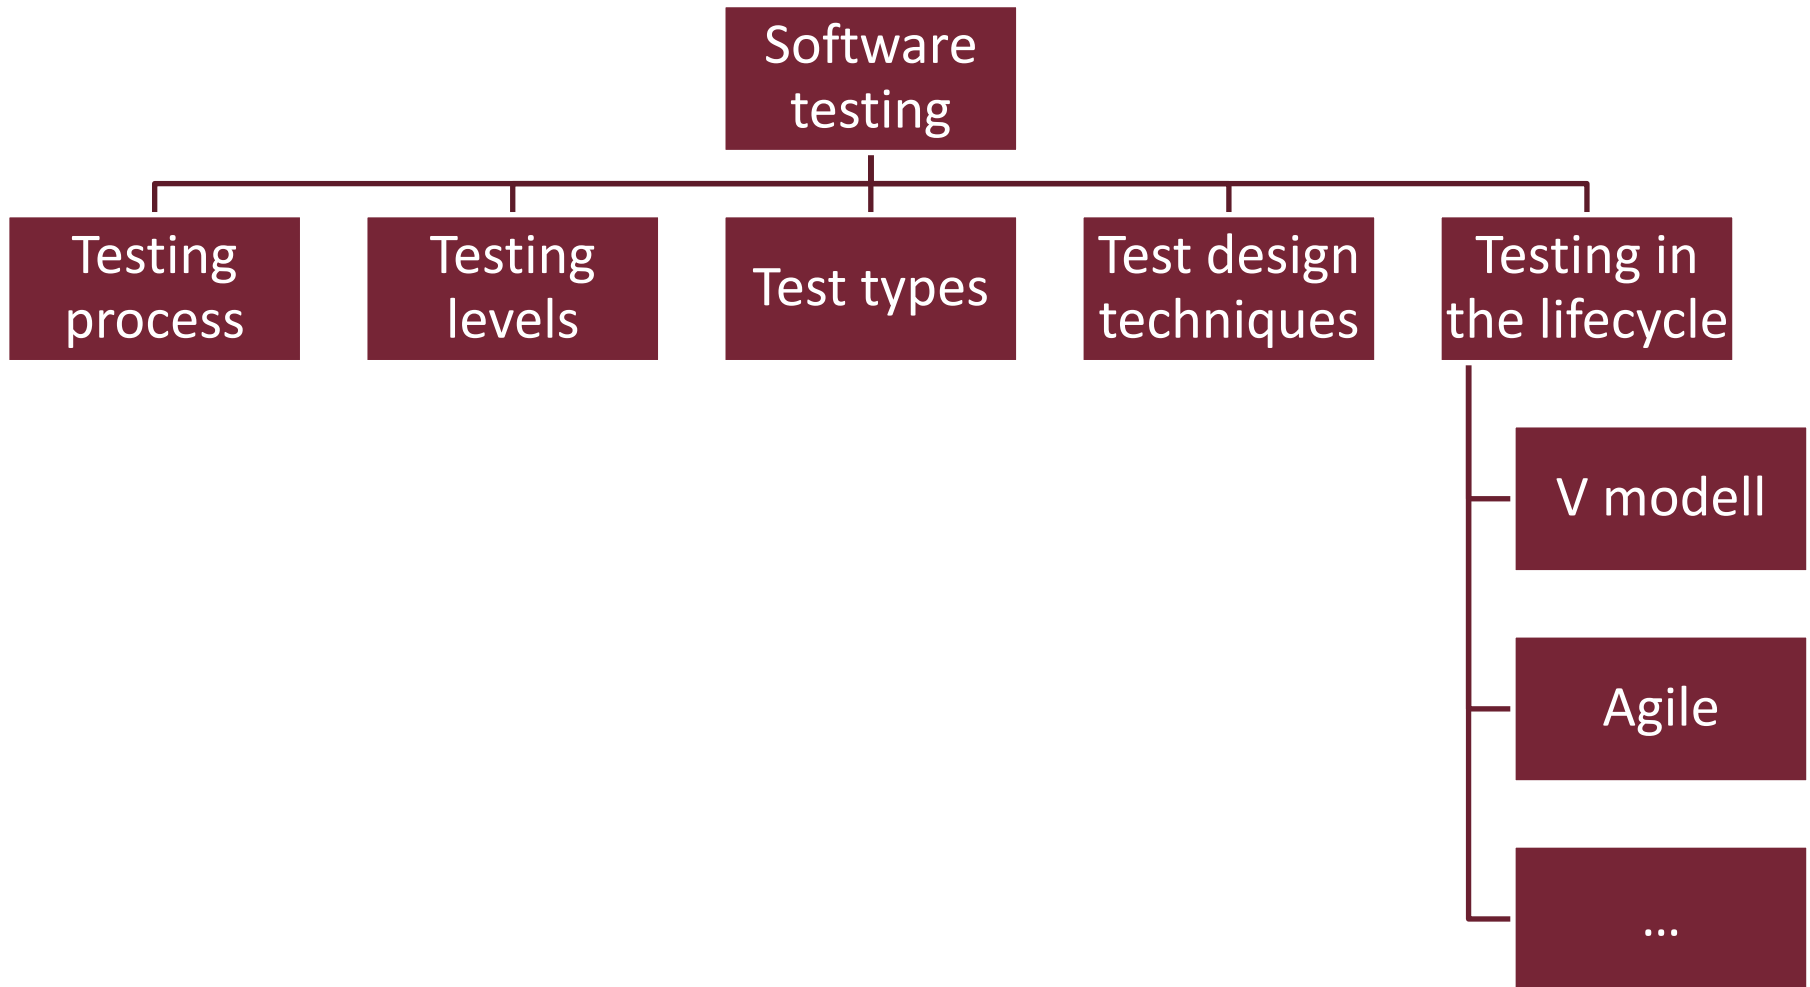 Software
testing
Testing
process
Testing
levels
Test types
Test design
techniques
Testing in
the lifecycle
V modell
Agile
...